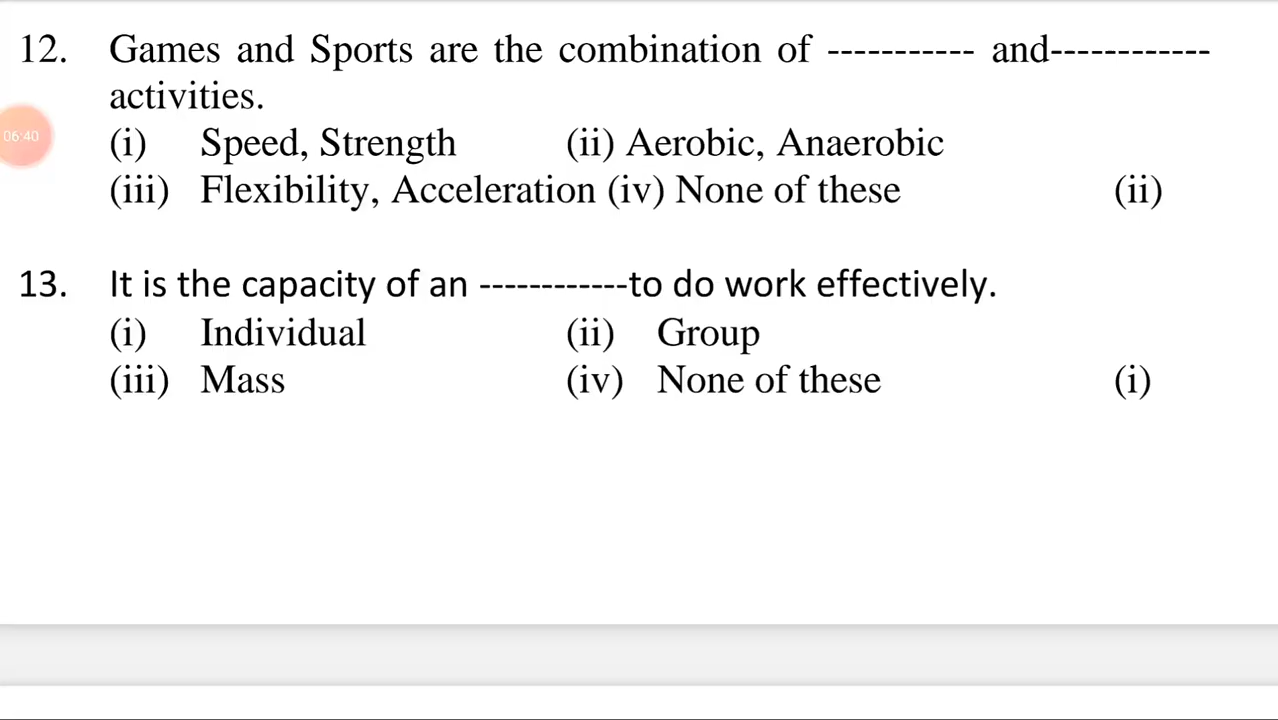 12. Games and Sports are the combination of ----------- and------------
activities.
06:40
(i) Speed, Strength (ii) Aerobic, Anaerobic
(iii) Flexibility, Acceleration (iv) None of these (ii)
13. It is the capacity of an ------------to do work effectively.
(i) Individual (ii) Group
(iii) Mass (iv) None of these (i)